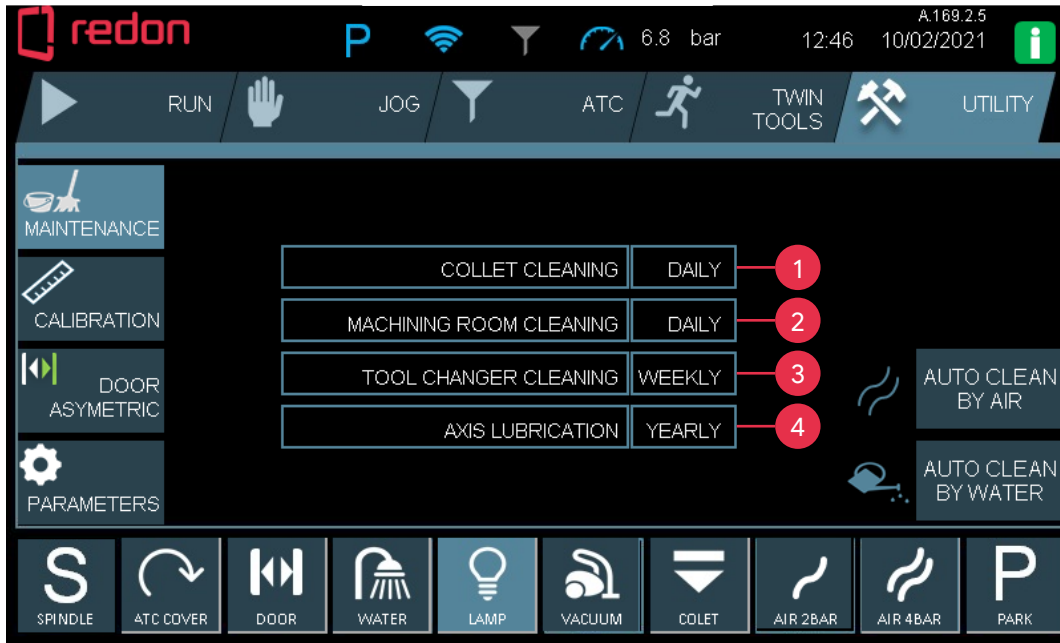 redon
P
6.8 bar
12:46
A.169.2.5
10/02/2021
i
RUN
JOG
ATC
TWIN
TOOLS
UTILITY
MAINTENANCE
CALIBRATION
DOOR
ASYMETRIC
PARAMETERS
COLLET CLEANING DAILY 1
MACHINING ROOM CLEANING DAILY 2
TOOL CHANGER CLEANING WEEKLY 3
AXIS LUBRICATION YEARLY 4
AUTO CLEAN
BY AIR
AUTO CLEAN
BY WATER
S
SPINDLE
ATC COVER
DOOR
WATER
LAMP
VACUUM
COLET
AIR 2BAR
AIR 4BAR
P
PARK